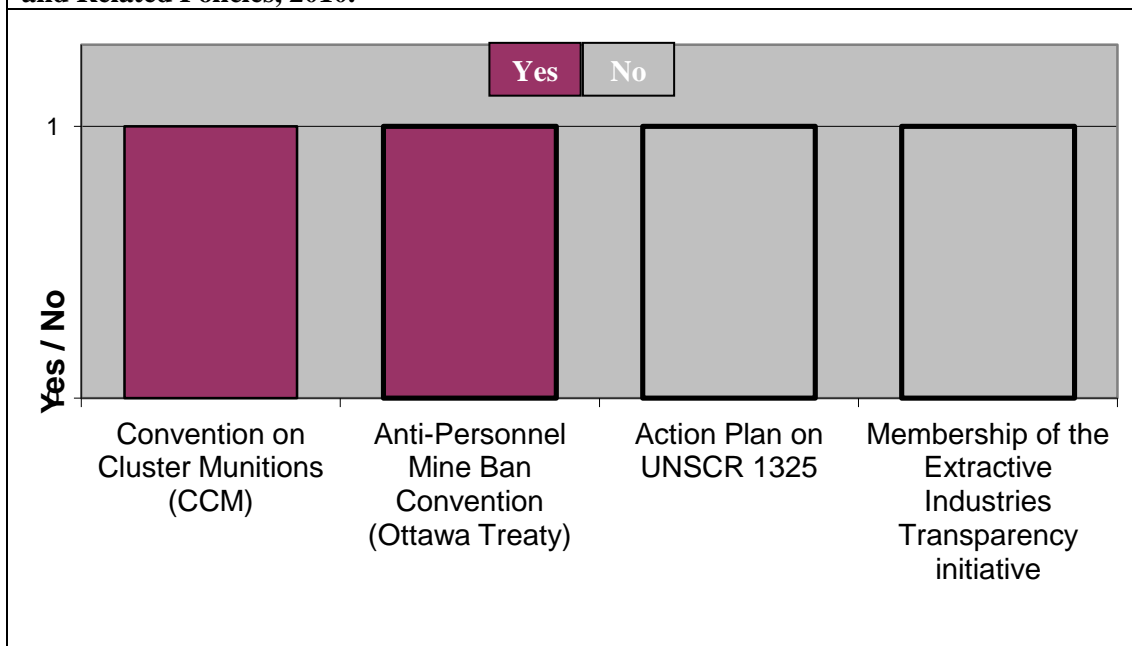 and Related Policies, 2010.
Yes No
1
Yes / No
Convention on
Cluster Munitions
(CCM)
Anti-Personnel
Mine Ban
Convention
(Ottawa Treaty)
Action Plan on
UNSCR 1325
Membership of the
Extractive
Industries
Transparency
initiative